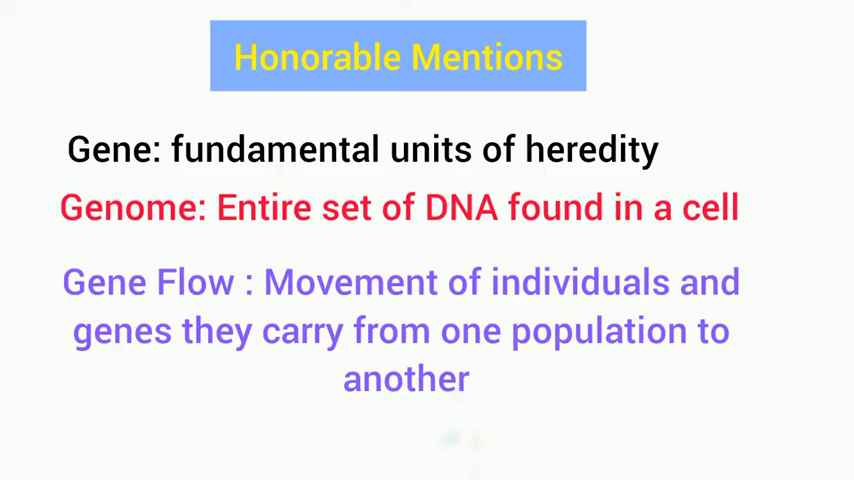 Honorable Mentions
Gene: fundamental units of heredity
Genome: Entire set of DNA found in a cell
Gene Flow : Movement of individuals and
genes they carry from one population to
another